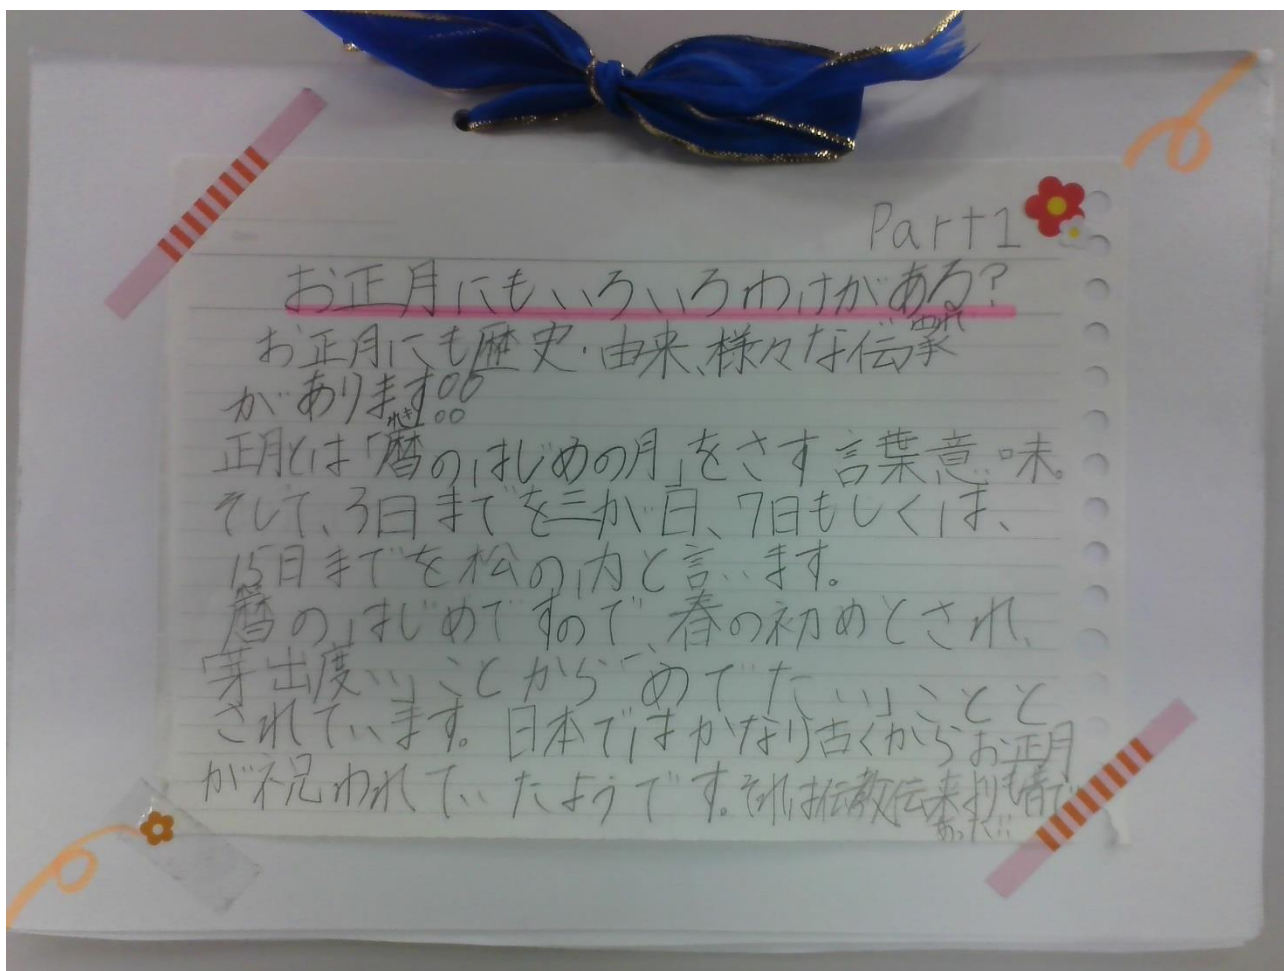 Part1
お正月にもいろいろわけがある?
お正月にも歴史・由来、様々な伝承
があります!!
れき
正月とは「暦のはじめの月」をさす言葉意味。
そして、3日までを三が日、7日もしくは、
15日までを松の内と言います。
暦のはじめですので、春の初めとされ、
「芽出度い」ことから「めでたい」ことと
されています。日本ではかなり古くからお正月
が祝われていたようです。それは伝教伝来よりも昔で
あった!!